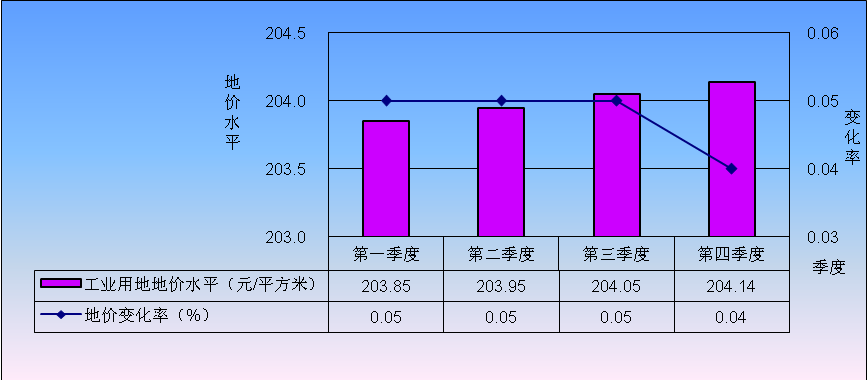 204.5
204.0
203.5
203.0
地价水平
0.06
0.05
0.04
0.03
变化率
季度
第一季度 第二季度 第三季度 第四季度
工业用地地价水平（元/平方米） 203.85 203.95 204.05 204.14
地价变化率（%） 0.05 0.05 0.05 0.04